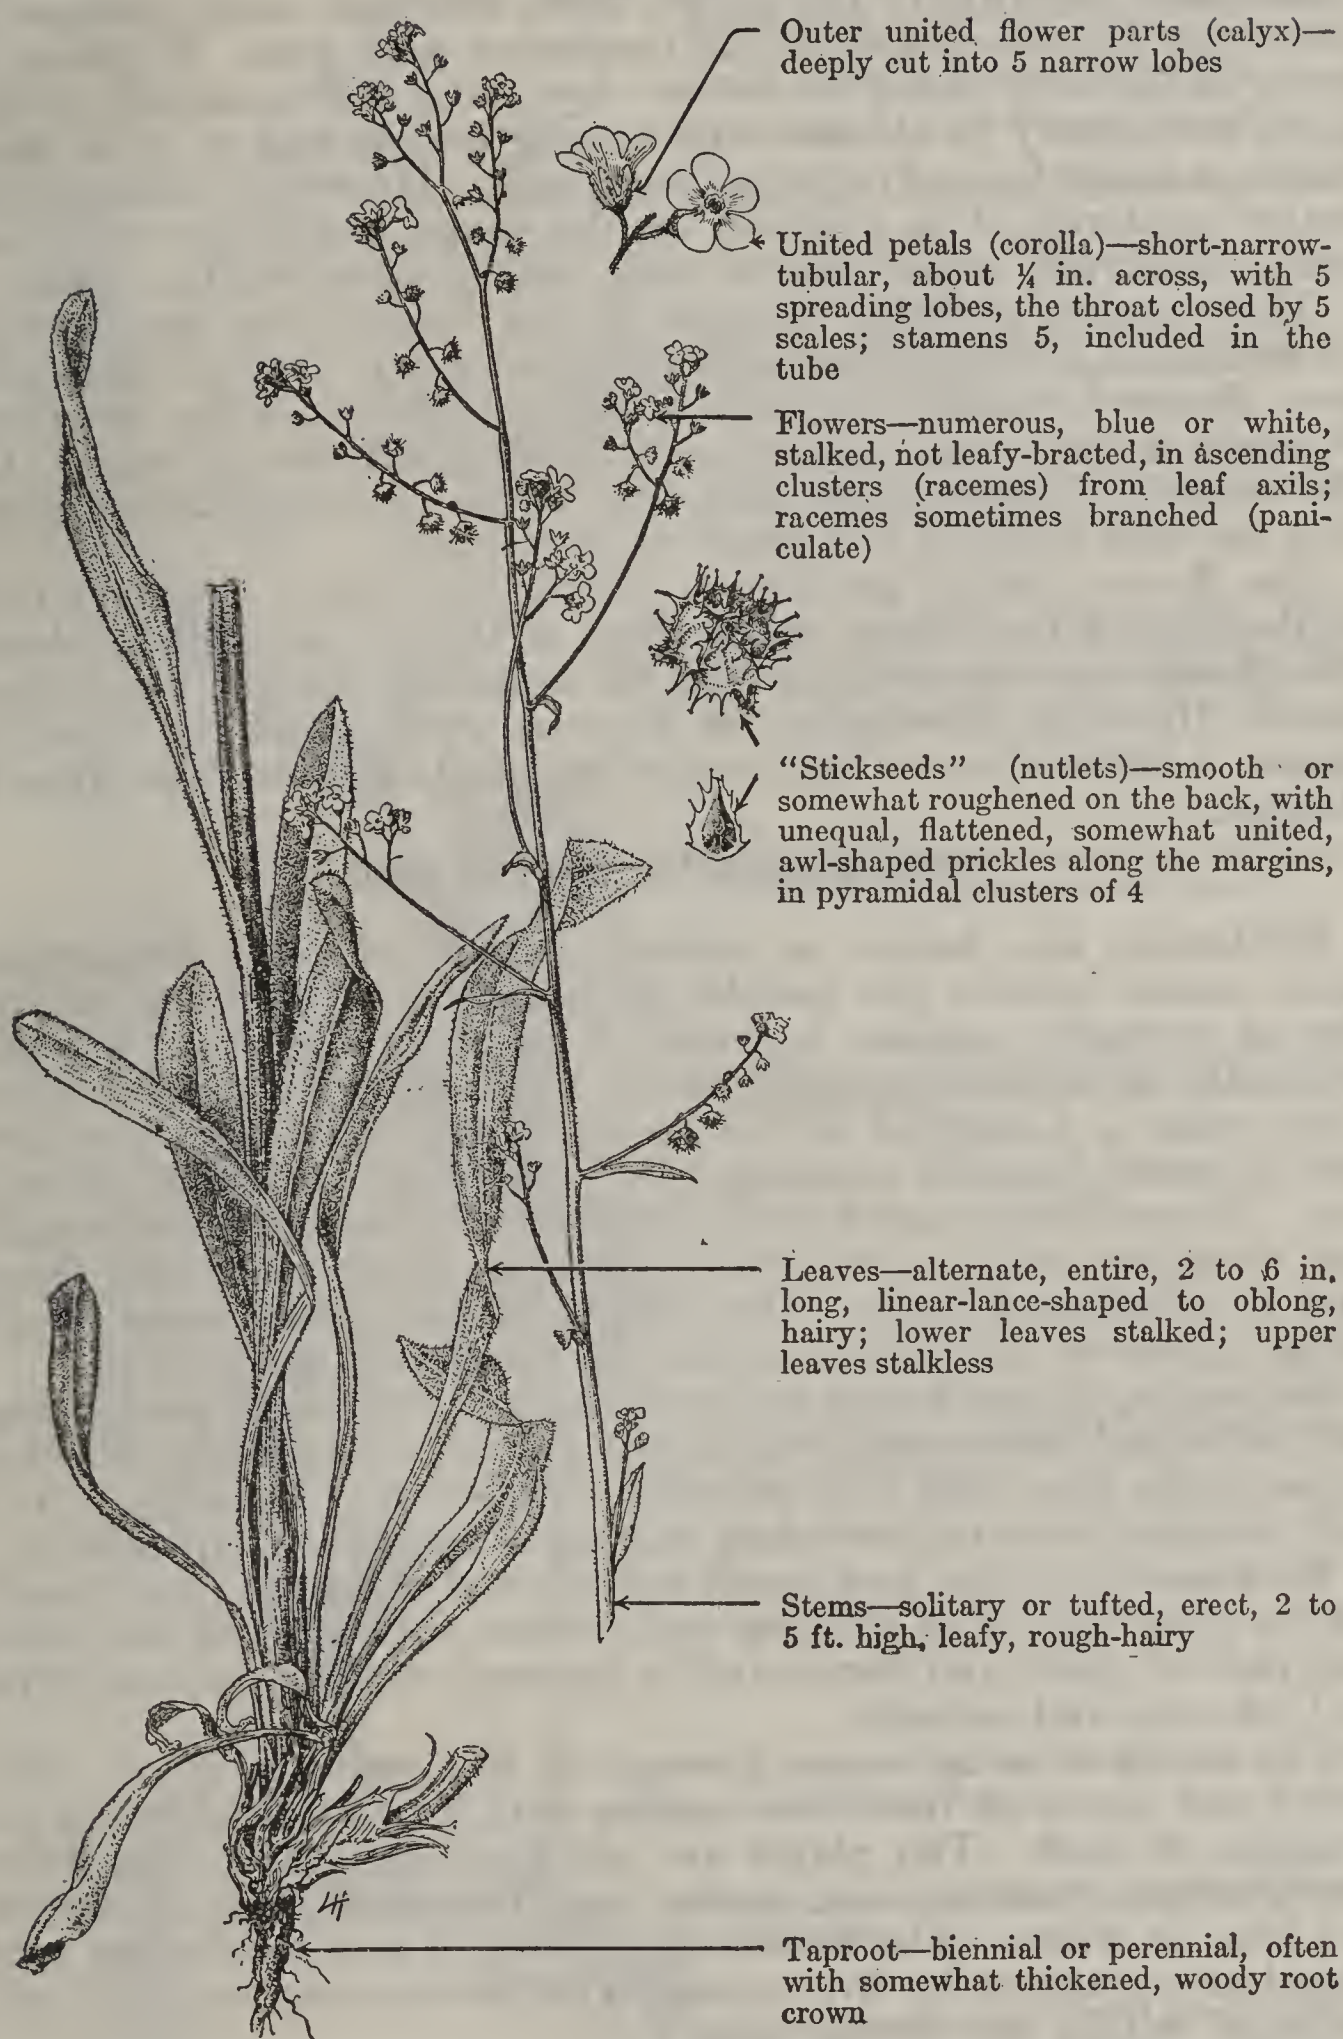 Outer united flower parts (calyx)—
deeply cut into 5 narrow lobes
United petals (corolla)—short-narrow-
tubular, about ¼ in. across, with 5
spreading lobes, the throat closed by 5
scales; stamens 5, included in the
tube
Flowers—numerous, blue or white,
stalked, not leafy-bracted, in ascending
clusters (racemes) from leaf axils;
racemes sometimes branched (pani-
culate)
"Stickseeds" (nutlets)—smooth or
somewhat roughened on the back, with
unequal, flattened, somewhat united,
awl-shaped prickles along the margins,
in pyramidal clusters of 4
Leaves—alternate, entire, 2 to 6 in.
long, linear-lance-shaped to oblong,
hairy; lower leaves stalked; upper
leaves stalkless
Stems—solitary or tufted, erect, 2 to
5 ft. high, leafy, rough-hairy
Taproot—biennial or perennial, often
with somewhat thickened, woody root
crown